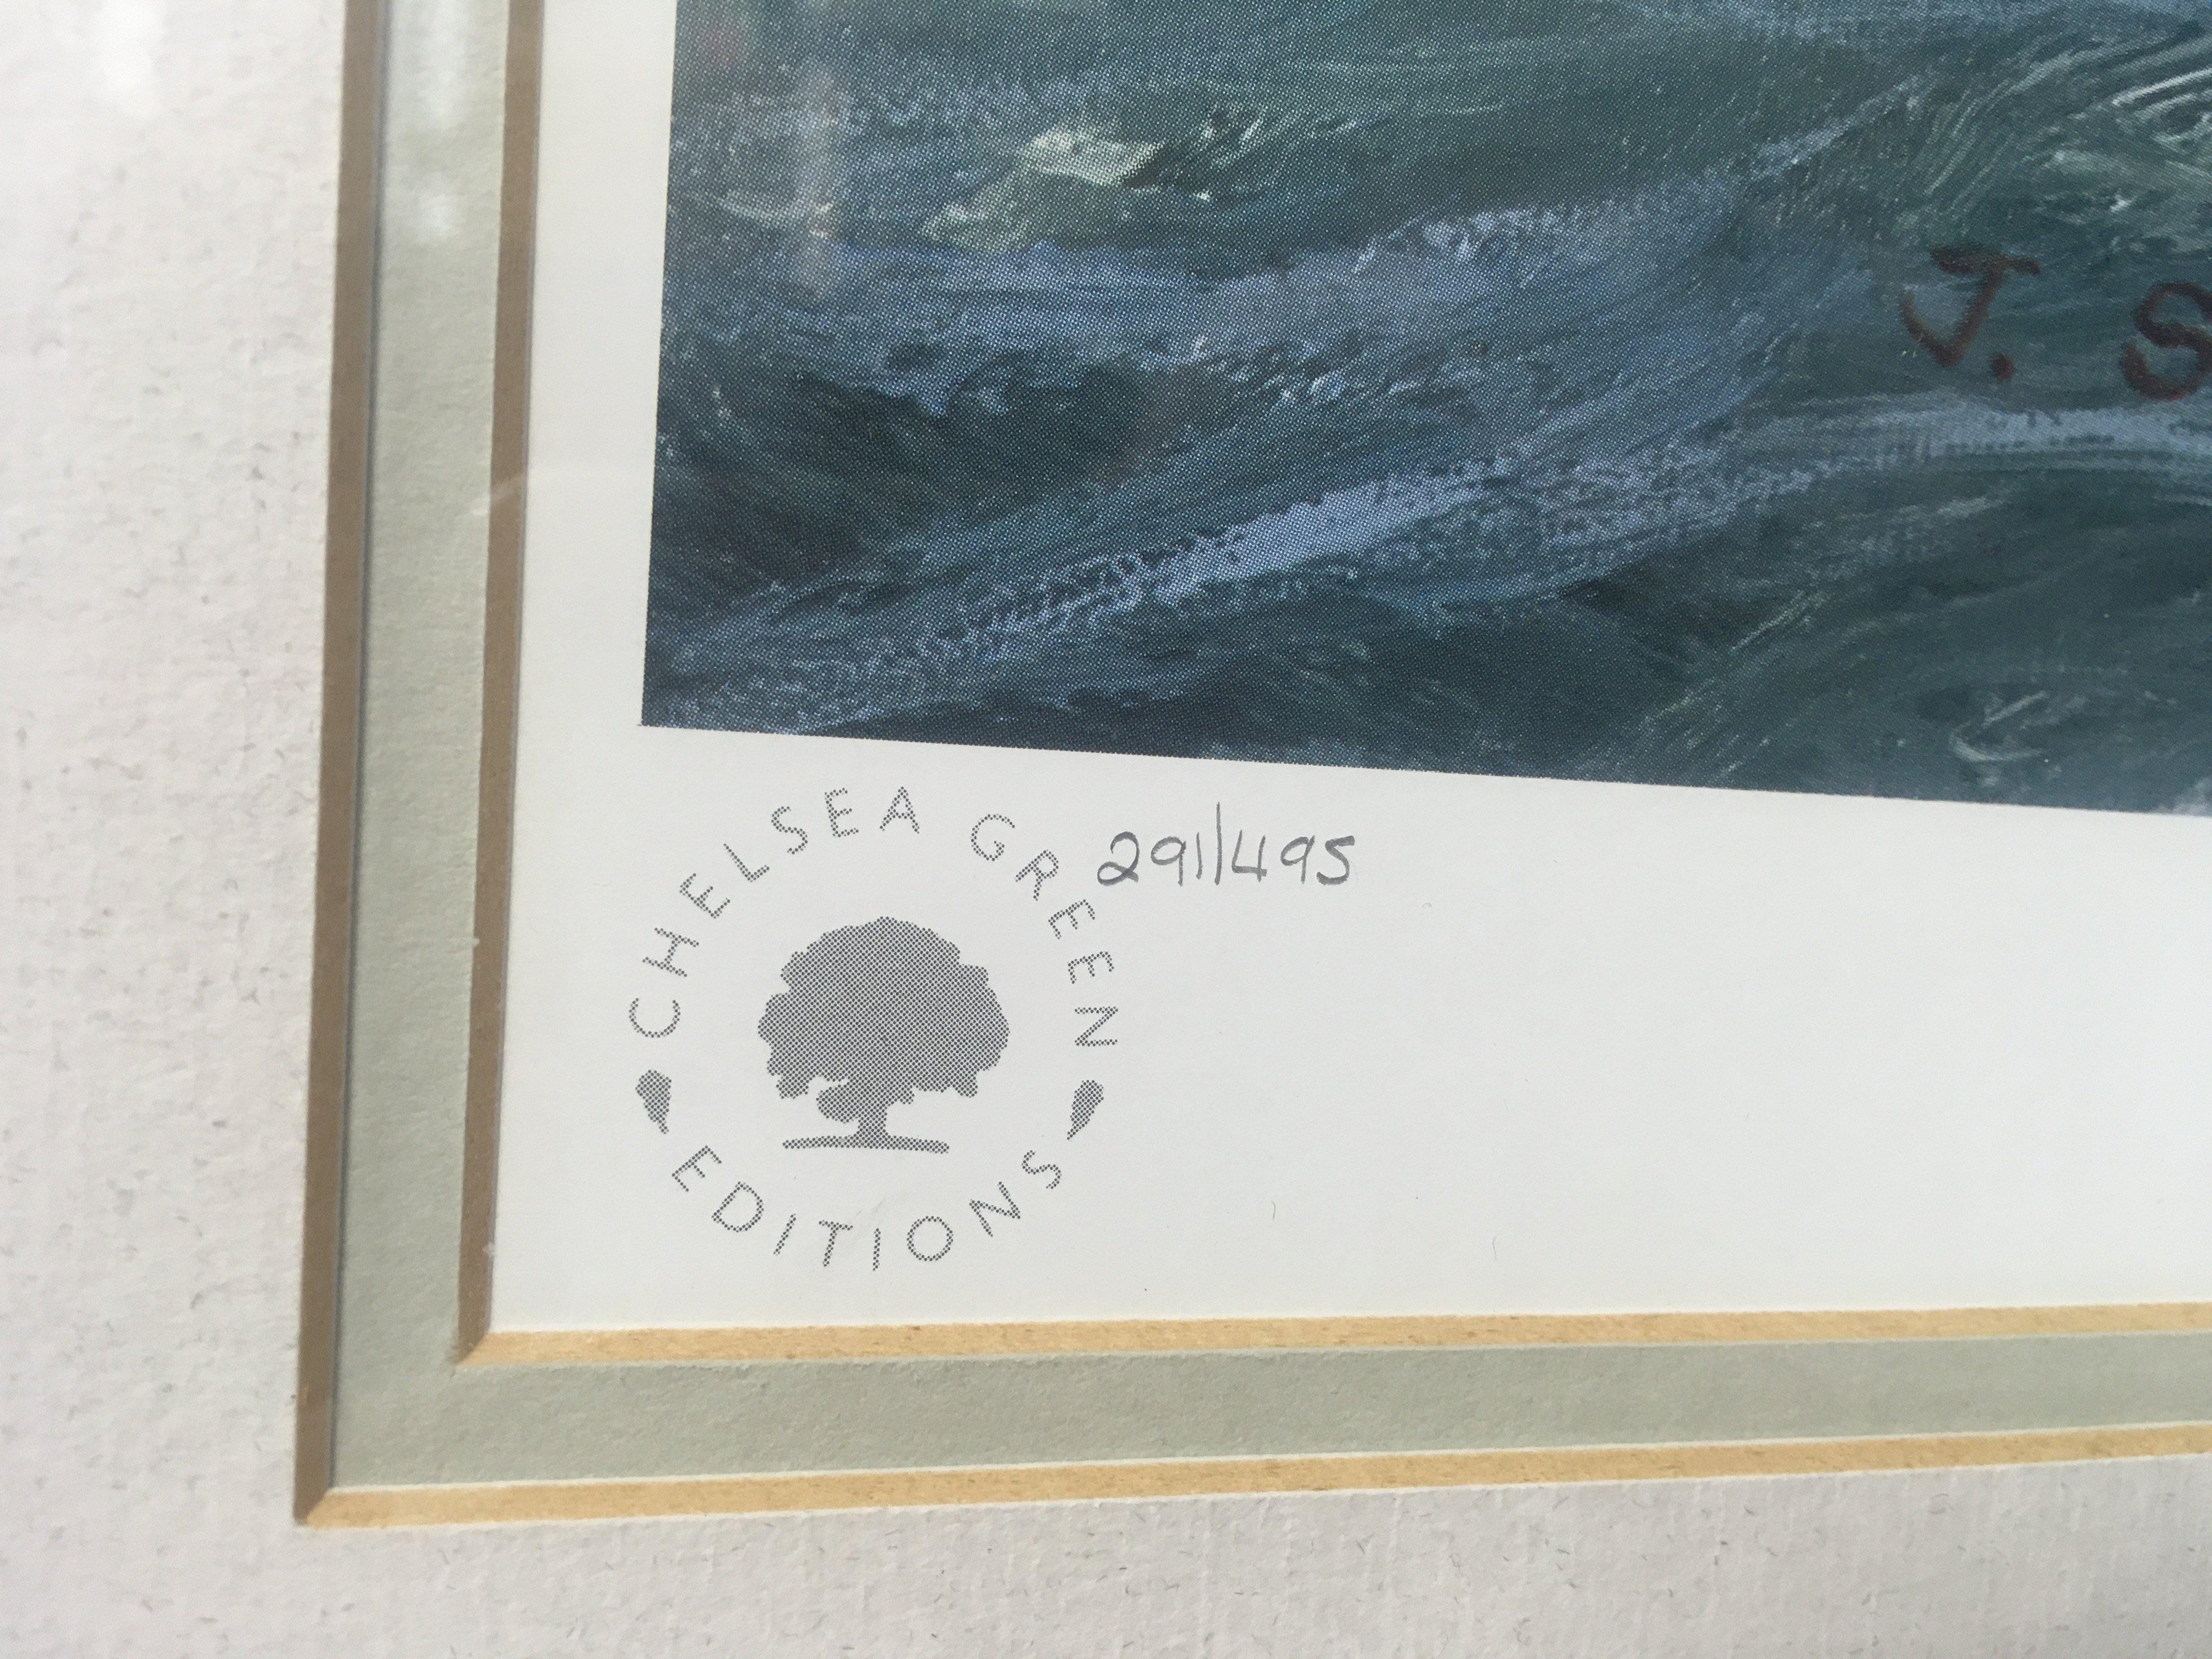 J. S
CHELSEA GREEN
291/495
EDITIONS